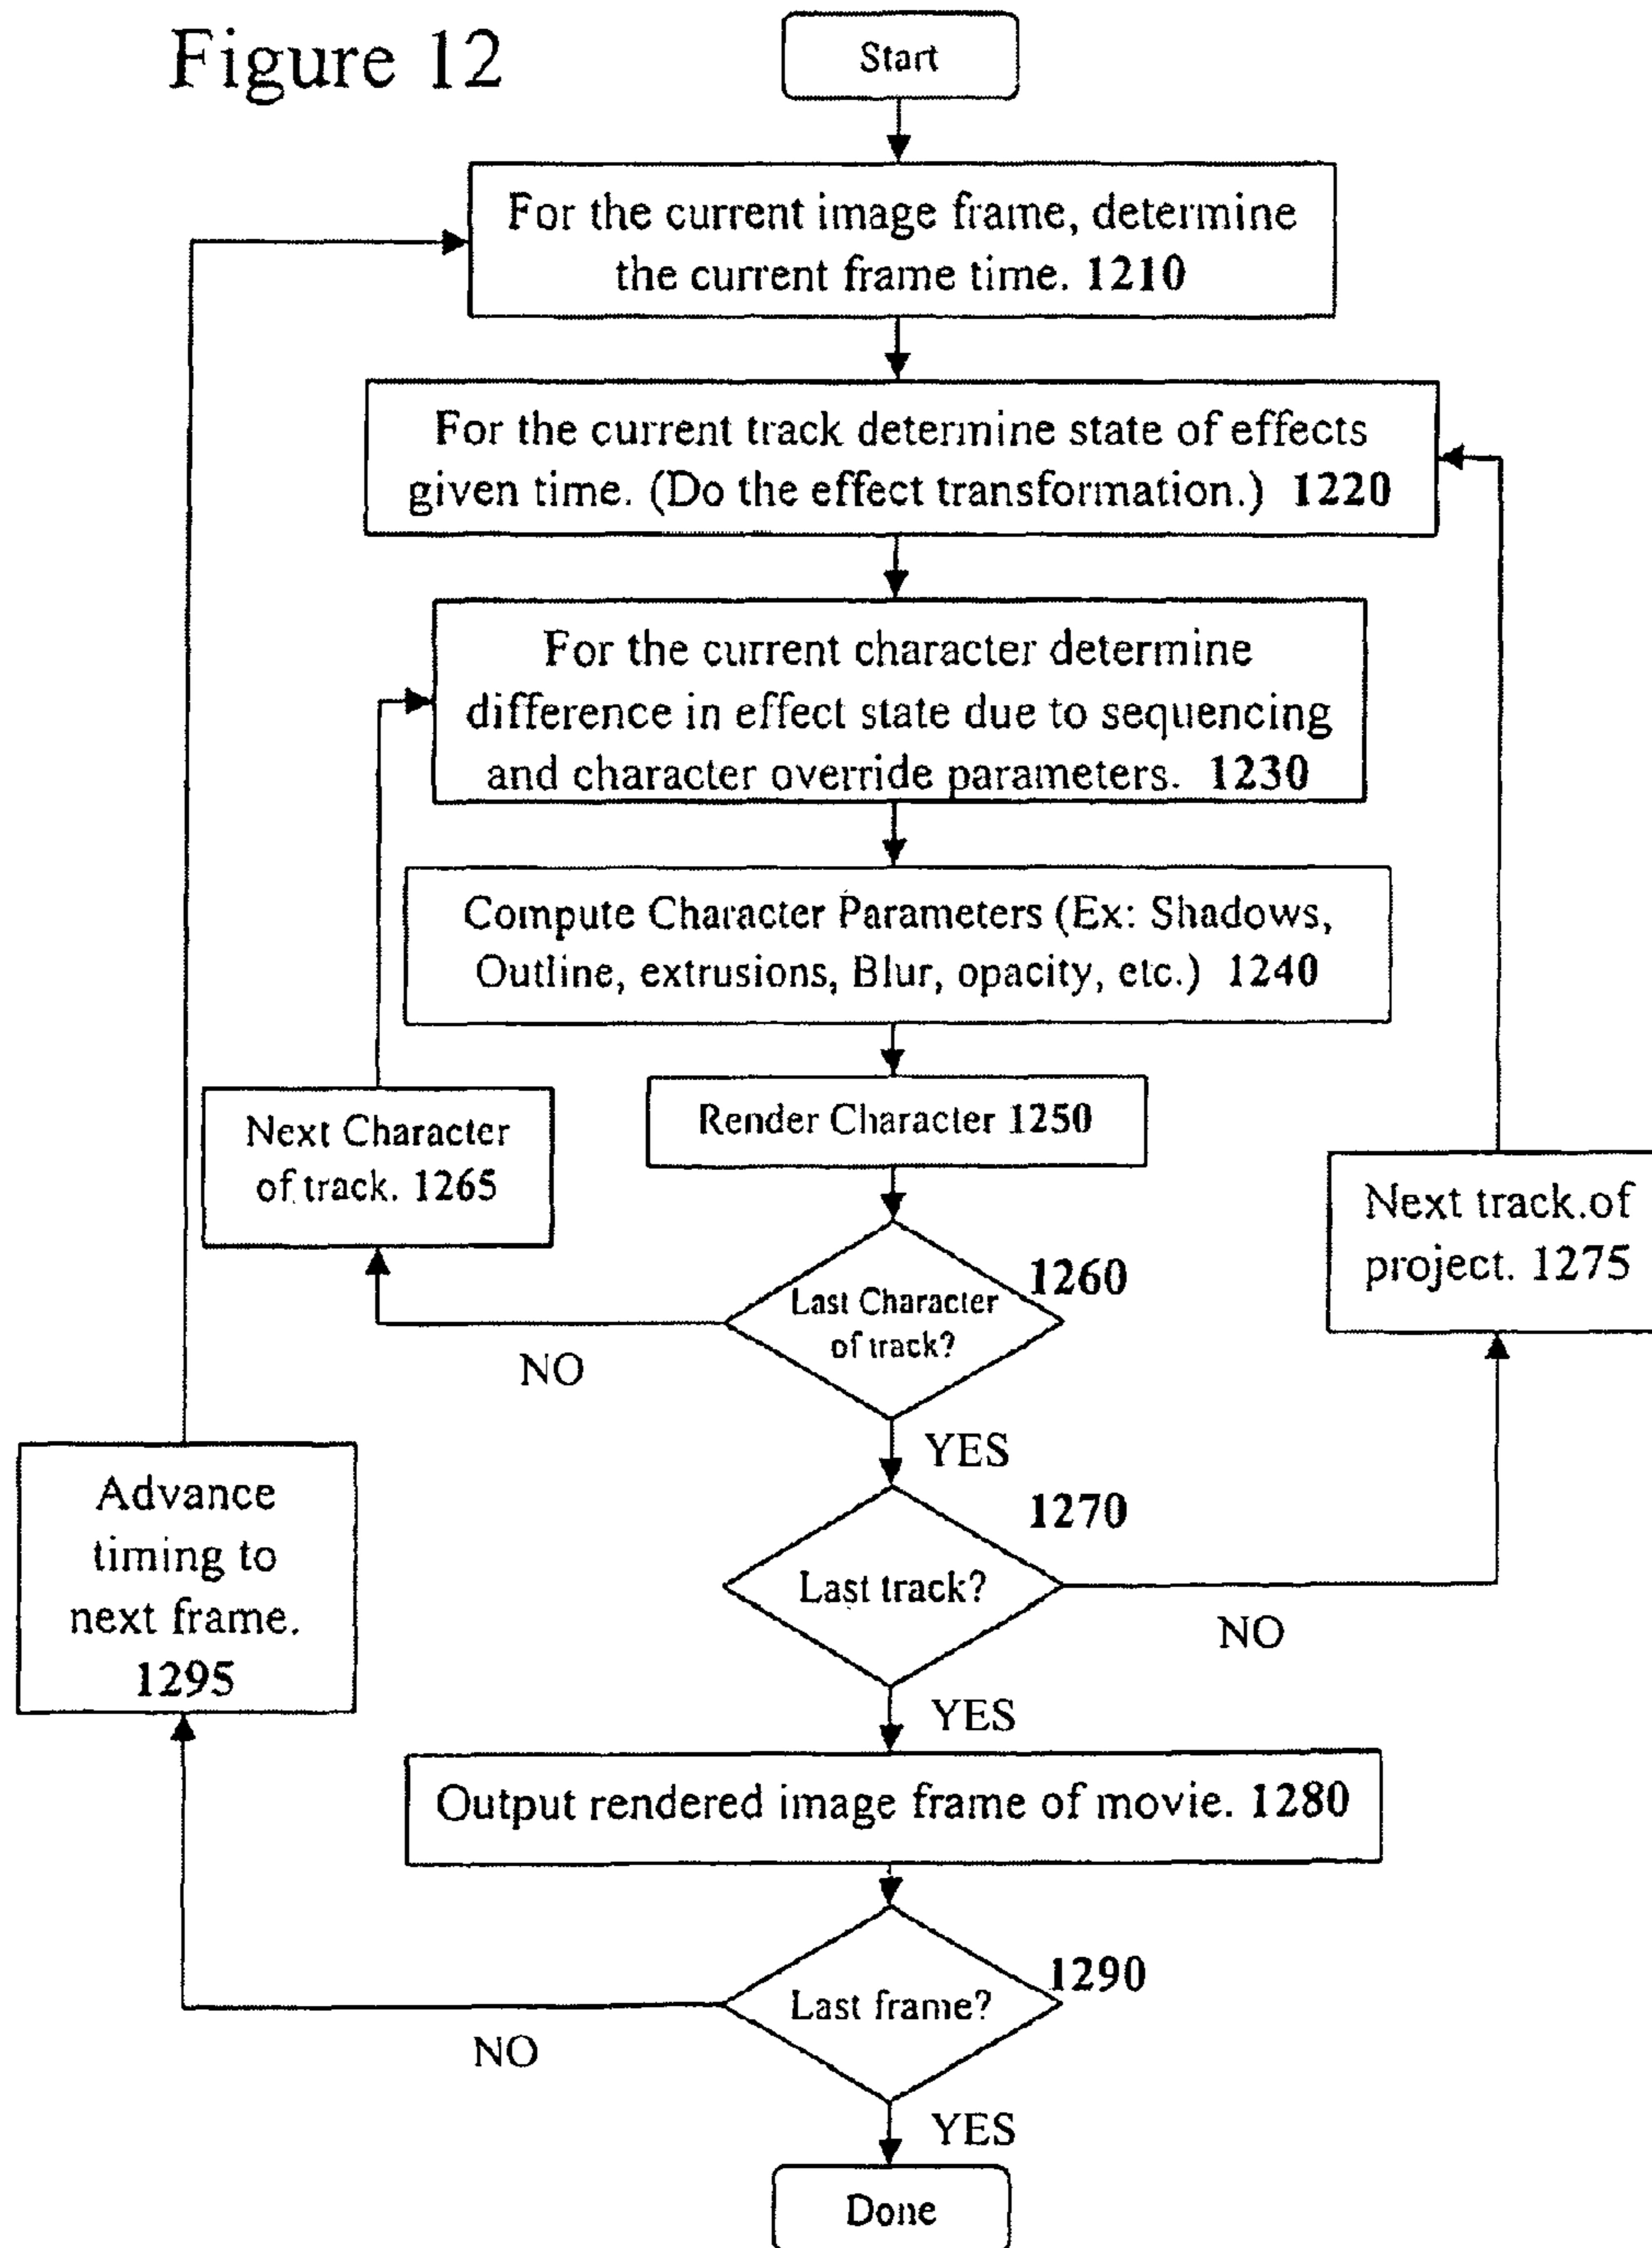 Figure 12
Start
For the current image frame, determine
the current frame time. 1210
For the current track determine state of effects
given time. (Do the effect transformation.) 1220
For the current character determine
difference in effect state due to sequencing
and character override parameters. 1230
Compute Character Parameters (Ex: Shadows,
Outline, extrusions, Blur, opacity, etc.) 1240
Next Character
of track. 1265
Render Character 1250
Next track of
project. 1275
1260
Last Character
of track?
NO
YES
Advance
timing to
next frame.
1295
1270
Last track?
NO
YES
Output rendered image frame of movie. 1280
1290
Last frame?
NO
YES
Done